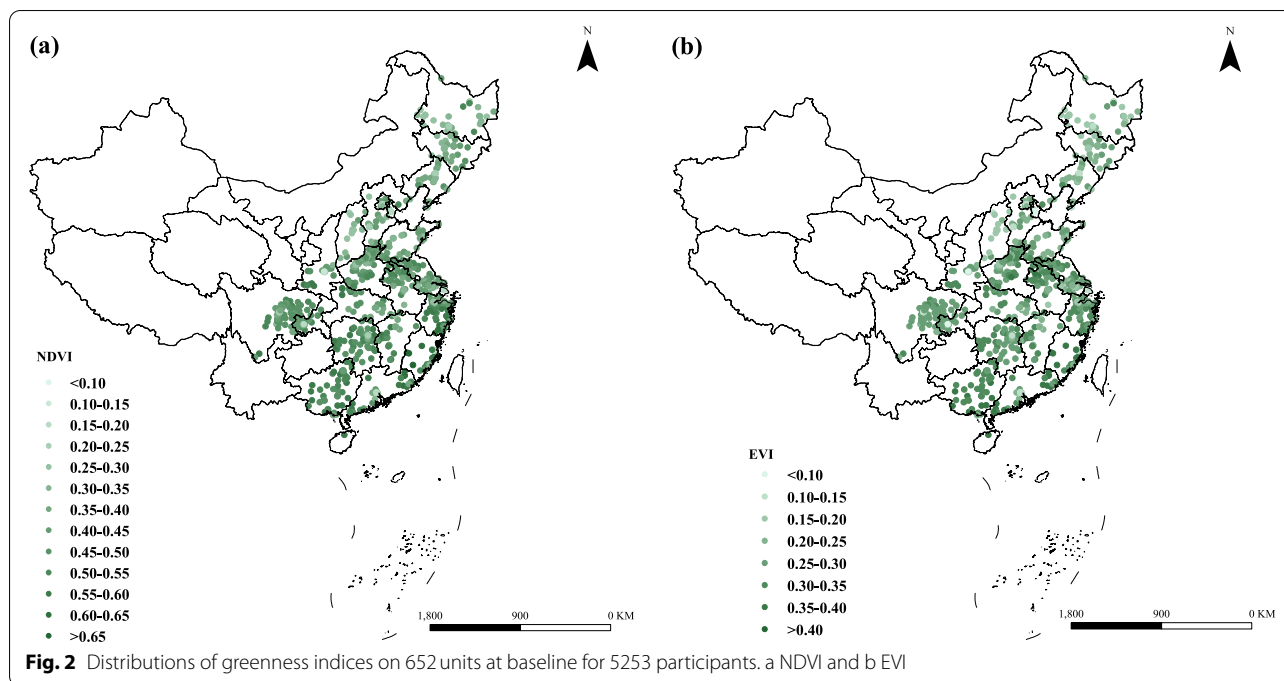 (a)
N
NDVI
<0.10
0.10–0.15
0.15–0.20
0.20–0.25
0.25–0.30
0.30–0.35
0.35–0.40
0.40–0.45
0.45–0.50
0.50–0.55
0.55–0.60
0.60–0.65
>0.65
1,800 900 0 KM
(b)
N
EVI
<0.10
0.10–0.15
0.15–0.20
0.20–0.25
0.25–0.30
0.30–0.35
0.35–0.40
>0.40
1,800 900 0 KM
Fig. 2 Distributions of greenness indices on 652 units at baseline for 5253 participants. a NDVI and b EVI